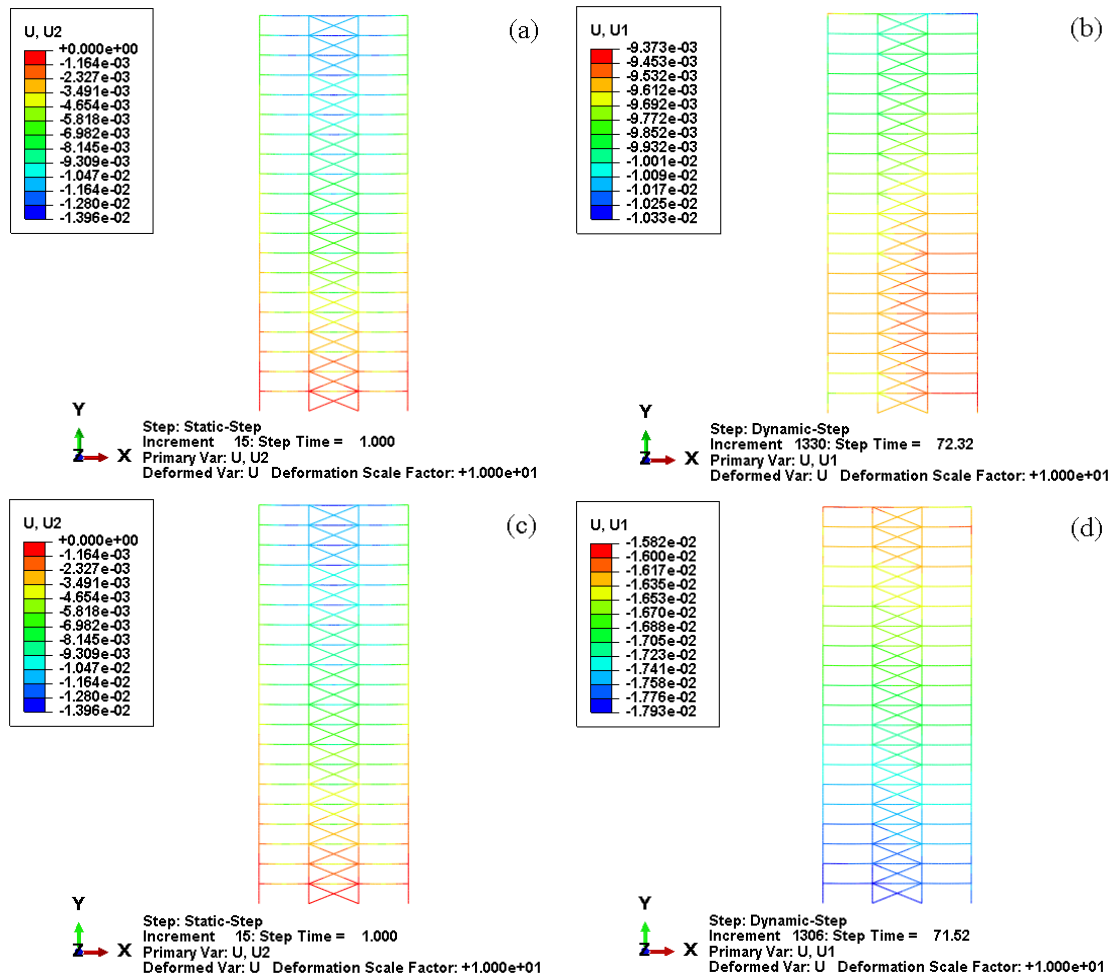 U, U2
+0.000e+00
-1.164e-03
-2.327e-03
-3.491e-03
-4.654e-03
-5.818e-03
-6.982e-03
-8.145e-03
-9.309e-03
-1.047e-02
-1.164e-02
-1.280e-02
-1.396e-02
(a)
Y
Z X
Step: Static-Step
Increment 15: Step Time = 1.000
Primary Var: U, U2
Deformed Var: U Deformation Scale Factor: +1.000e+01
U, U1
-9.373e-03
-9.453e-03
-9.532e-03
-9.612e-03
-9.692e-03
-9.772e-03
-9.852e-03
-9.932e-03
-1.001e-02
-1.009e-02
-1.017e-02
-1.025e-02
-1.033e-02
(b)
Y
Z X
Step: Dynamic-Step
Increment 1330: Step Time = 72.32
Primary Var: U, U1
Deformed Var: U Deformation Scale Factor: +1.000e+01
U, U2
+0.000e+00
-1.164e-03
-2.327e-03
-3.491e-03
-4.654e-03
-5.818e-03
-6.982e-03
-8.145e-03
-9.309e-03
-1.047e-02
-1.164e-02
-1.280e-02
-1.396e-02
(c)
Y
Z X
Step: Static-Step
Increment 15: Step Time = 1.000
Primary Var: U, U2
Deformed Var: U Deformation Scale Factor: +1.000e+01
U, U1
-1.582e-02
-1.600e-02
-1.617e-02
-1.635e-02
-1.653e-02
-1.670e-02
-1.688e-02
-1.705e-02
-1.723e-02
-1.741e-02
-1.758e-02
-1.776e-02
-1.793e-02
(d)
Y
Z X
Step: Dynamic-Step
Increment 1306: Step Time = 71.52
Primary Var: U, U1
Deformed Var: U Deformation Scale Factor: +1.000e+01